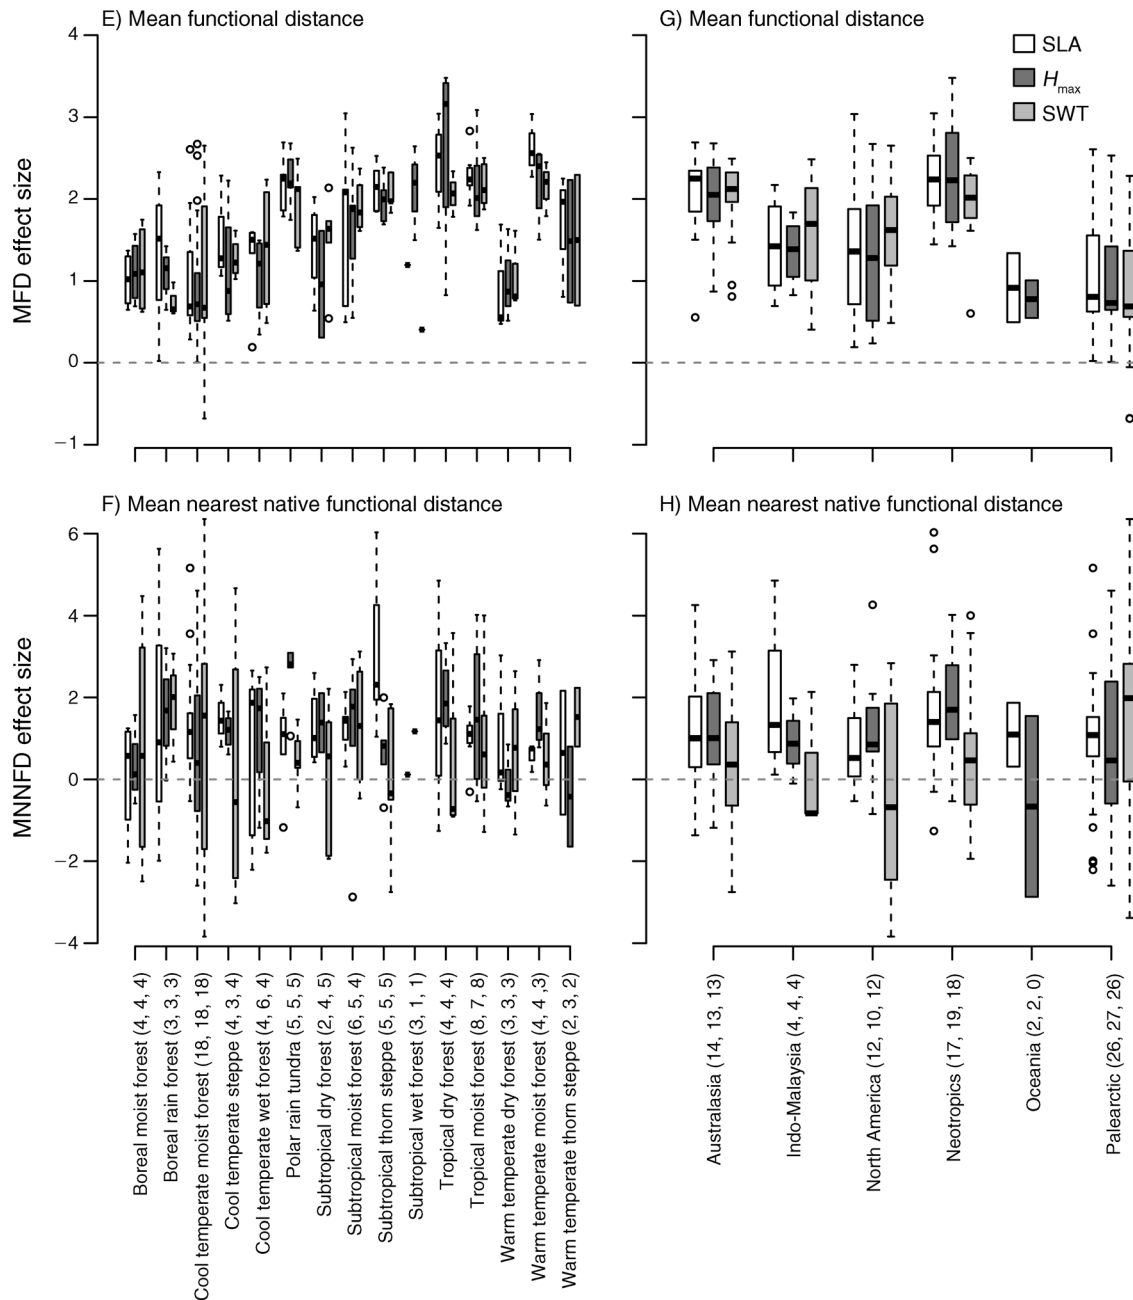 E) Mean functional distance
G) Mean functional distance
4
3
2
1
0
−1
MFD effect size
SLA
Hmax
SWT
F) Mean nearest native functional distance
H) Mean nearest native functional distance
6
4
2
0
−2
−4
MNNFD effect size
Boreal moist forest (4, 4, 4)
Boreal rain forest (3, 3, 3)
Cool temperate moist forest (18, 18, 18)
Cool temperate steppe (4, 3, 4)
Cool temperate wet forest (4, 6, 4)
Polar rain tundra (5, 5, 5)
Subtropical dry forest (2, 4, 5)
Subtropical moist forest (6, 5, 4)
Subtropical thorn steppe (5, 5, 5)
Subtropical wet forest (3, 1, 1)
Tropical dry forest (4, 4, 4)
Tropical moist forest (8, 7, 8)
Warm temperate dry forest (3, 3, 3)
Warm temperate moist forest (4, 4 ,3)
Warm temperate thorn steppe (2, 3, 2)
Australasia (14, 13, 13)
Indo-Malaysia (4, 4, 4)
North America (12, 10, 12)
Neotropics (17, 19, 18)
Oceania (2, 2, 0)
Palearctic (26, 27, 26)